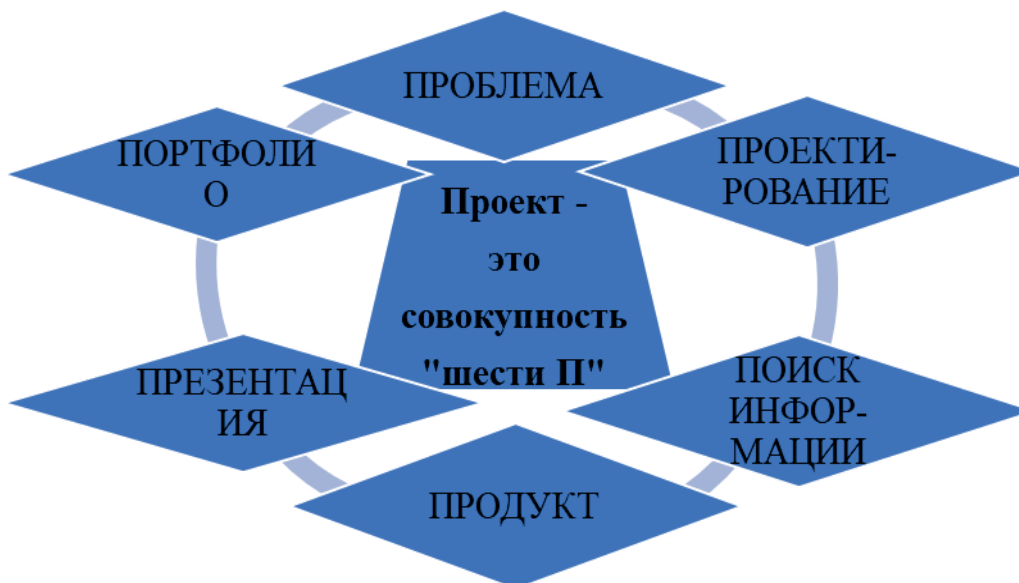 ПРОБЛЕМА
ПРОЕКТИ-
РОВАНИЕ
ПОИСК
ИНФОР-
МАЦИИ
ПРОДУКТ
ПРЕЗЕНТАЦ
ИЯ
ПОРТФОЛИ
О
Проект -
это
совокупность
"шести П"